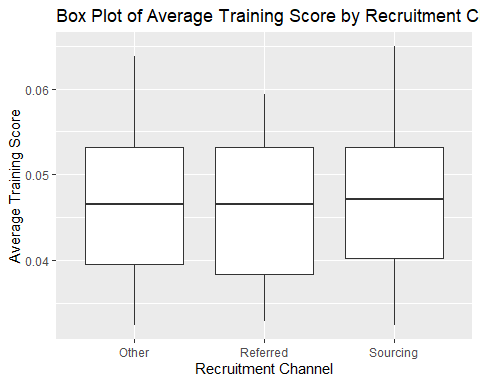 Box Plot of Average Training Score by Recruitment C
Average Training Score
0.06
0.05
0.04
Other Referred Sourcing
Recruitment Channel